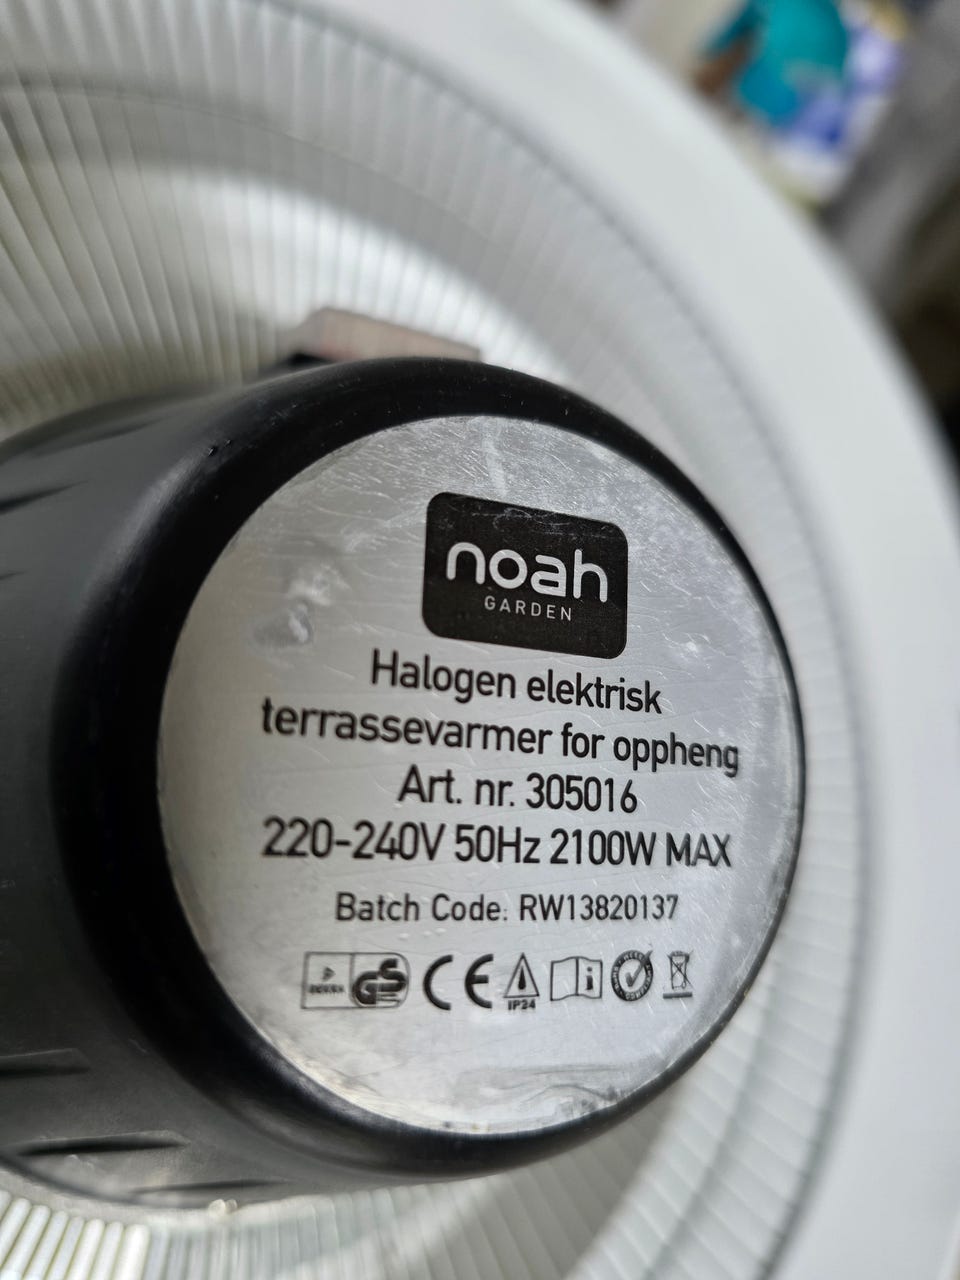 noah
GARDEN
Halogen elektrisk
terrassevarmer for oppheng
Art. nr. 305016
220-240V 50Hz 2100W MAX
Batch Code: RW13820137
GS CE IP24 i